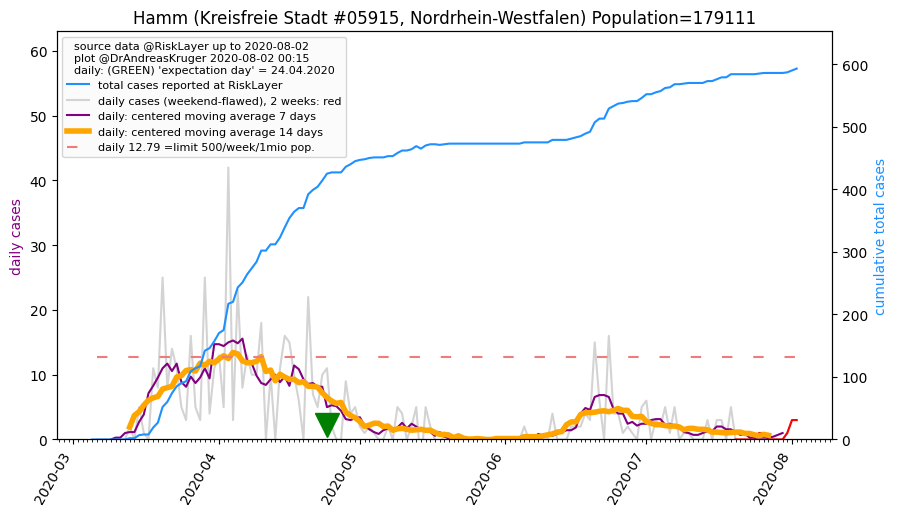 Hamm (Kreisfreie Stadt #05915, Nordrhein-Westfalen) Population=179111
source data @RiskLayer up to 2020-08-02
plot @DrAndreasKruger 2020-08-02 00:15
daily: (GREEN) 'expectation day' = 24.04.2020
total cases reported at RiskLayer
daily cases (weekend-flawed), 2 weeks: red
daily: centered moving average 7 days
daily: centered moving average 14 days
daily 12.79 =limit 500/week/1mio pop.
daily cases
60
50
40
30
20
10
0
cumulative total cases
600
500
400
300
200
100
0
2020-03
2020-04
2020-05
2020-06
2020-07
2020-08